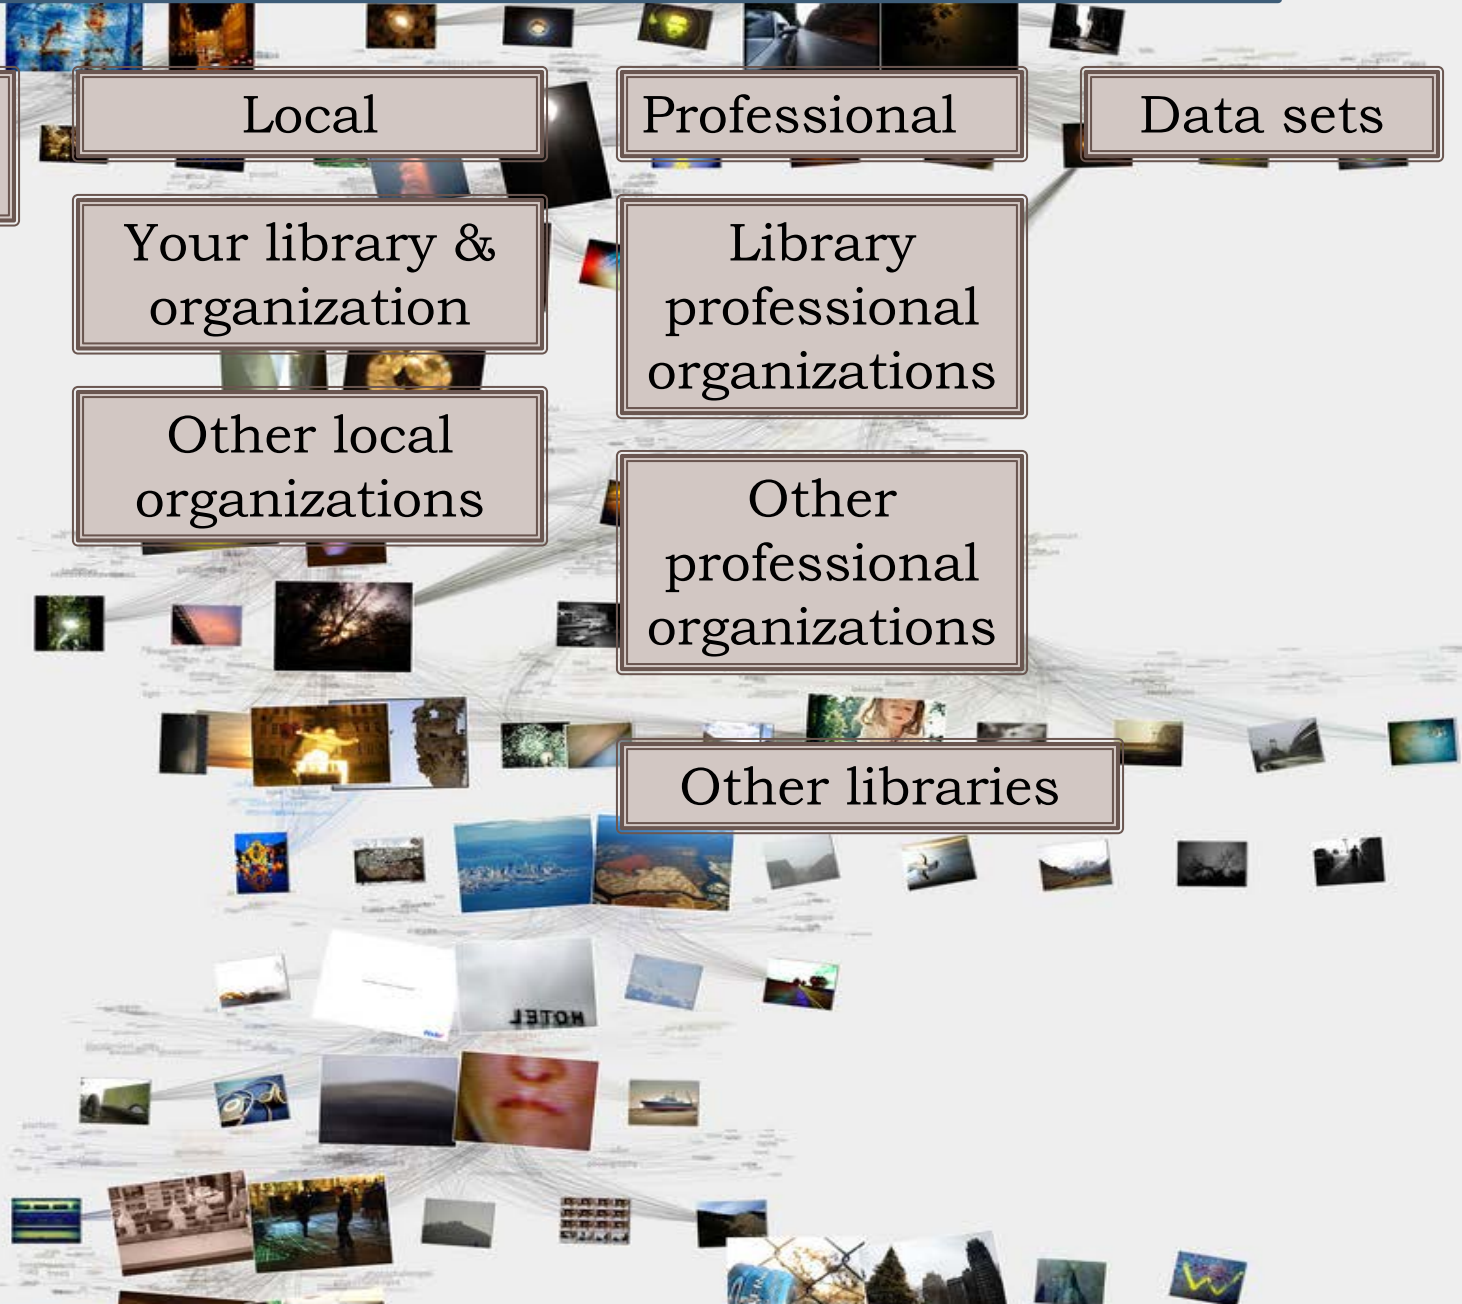 Local
Professional
Data sets
Your library &
organization
Library
professional
organizations
Other local
organizations
Other
professional
organizations
Other libraries
HOTEL